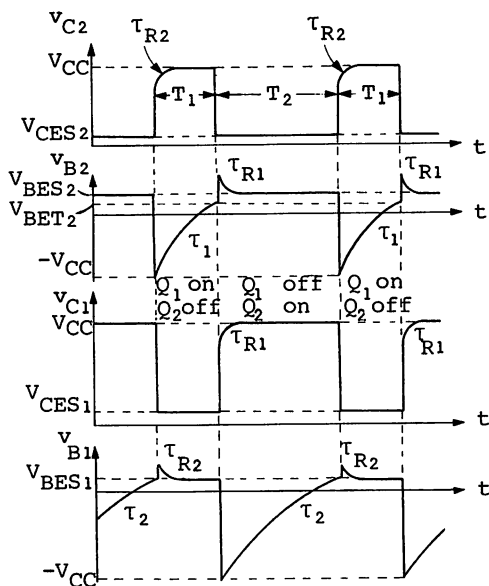 v_C2
τ_R2
τ_R2
V_CC
T_1
T_2
T_1
V_CES2
t
v_B2
τ_R1
τ_R1
V_BES2
V_BET2
t
τ_1
τ_1
-V_CC
Q_1 on Q_1 off Q_1 on
Q_2 off Q_2 on Q_2 off
v_C1
V_CC
τ_R1
τ_R1
V_CES1
t
v_B1
τ_R2
τ_R2
V_BES1
t
τ_2
τ_2
-V_CC